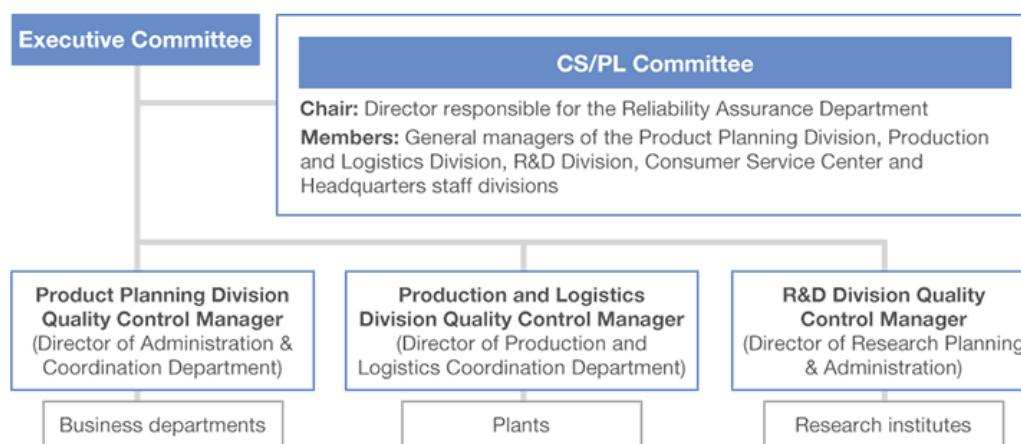 Executive Committee
CS/PL Committee
Chair: Director responsible for the Reliability Assurance Department
Members: General managers of the Product Planning Division, Production
and Logistics Division, R&D Division, Consumer Service Center and
Headquarters staff divisions
Product Planning Division
Quality Control Manager
(Director of Administration &
Coordination Department)
Production and Logistics
Division Quality Control Manager
(Director of Production and
Logistics Coordination Department)
R&D Division Quality
Control Manager
(Director of Research Planning
& Administration)
Business departments
Plants
Research institutes